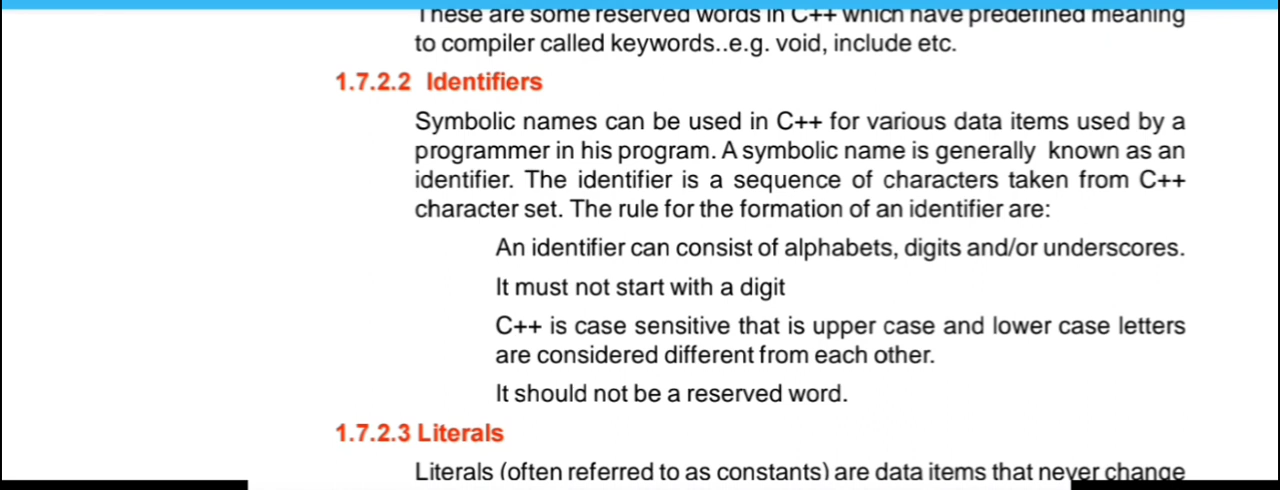 These are some reserved words in C++ which have predefined meaning
to compiler called keywords..e.g. void, include etc.
1.7.2.2 Identifiers
Symbolic names can be used in C++ for various data items used by a
programmer in his program. A symbolic name is generally known as an
identifier. The identifier is a sequence of characters taken from C++
character set. The rule for the formation of an identifier are:
An identifier can consist of alphabets, digits and/or underscores.
It must not start with a digit
C++ is case sensitive that is upper case and lower case letters
are considered different from each other.
It should not be a reserved word.
1.7.2.3 Literals
Literals (often referred to as constants) are data items that never change